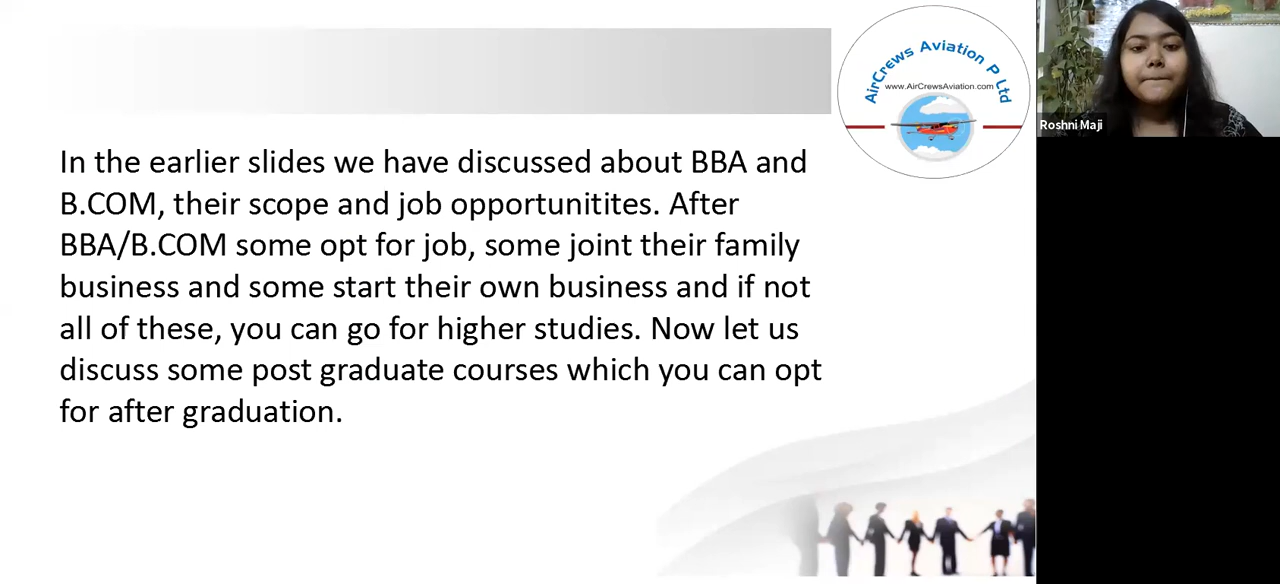 AirCrews Aviation P Ltd
www.AirCrewsAviation.com
Roshni Maji
In the earlier slides we have discussed about BBA and
B.COM, their scope and job opportunitites. After
BBA/B.COM some opt for job, some joint their family
business and some start their own business and if not
all of these, you can go for higher studies. Now let us
discuss some post graduate courses which you can opt
for after graduation.